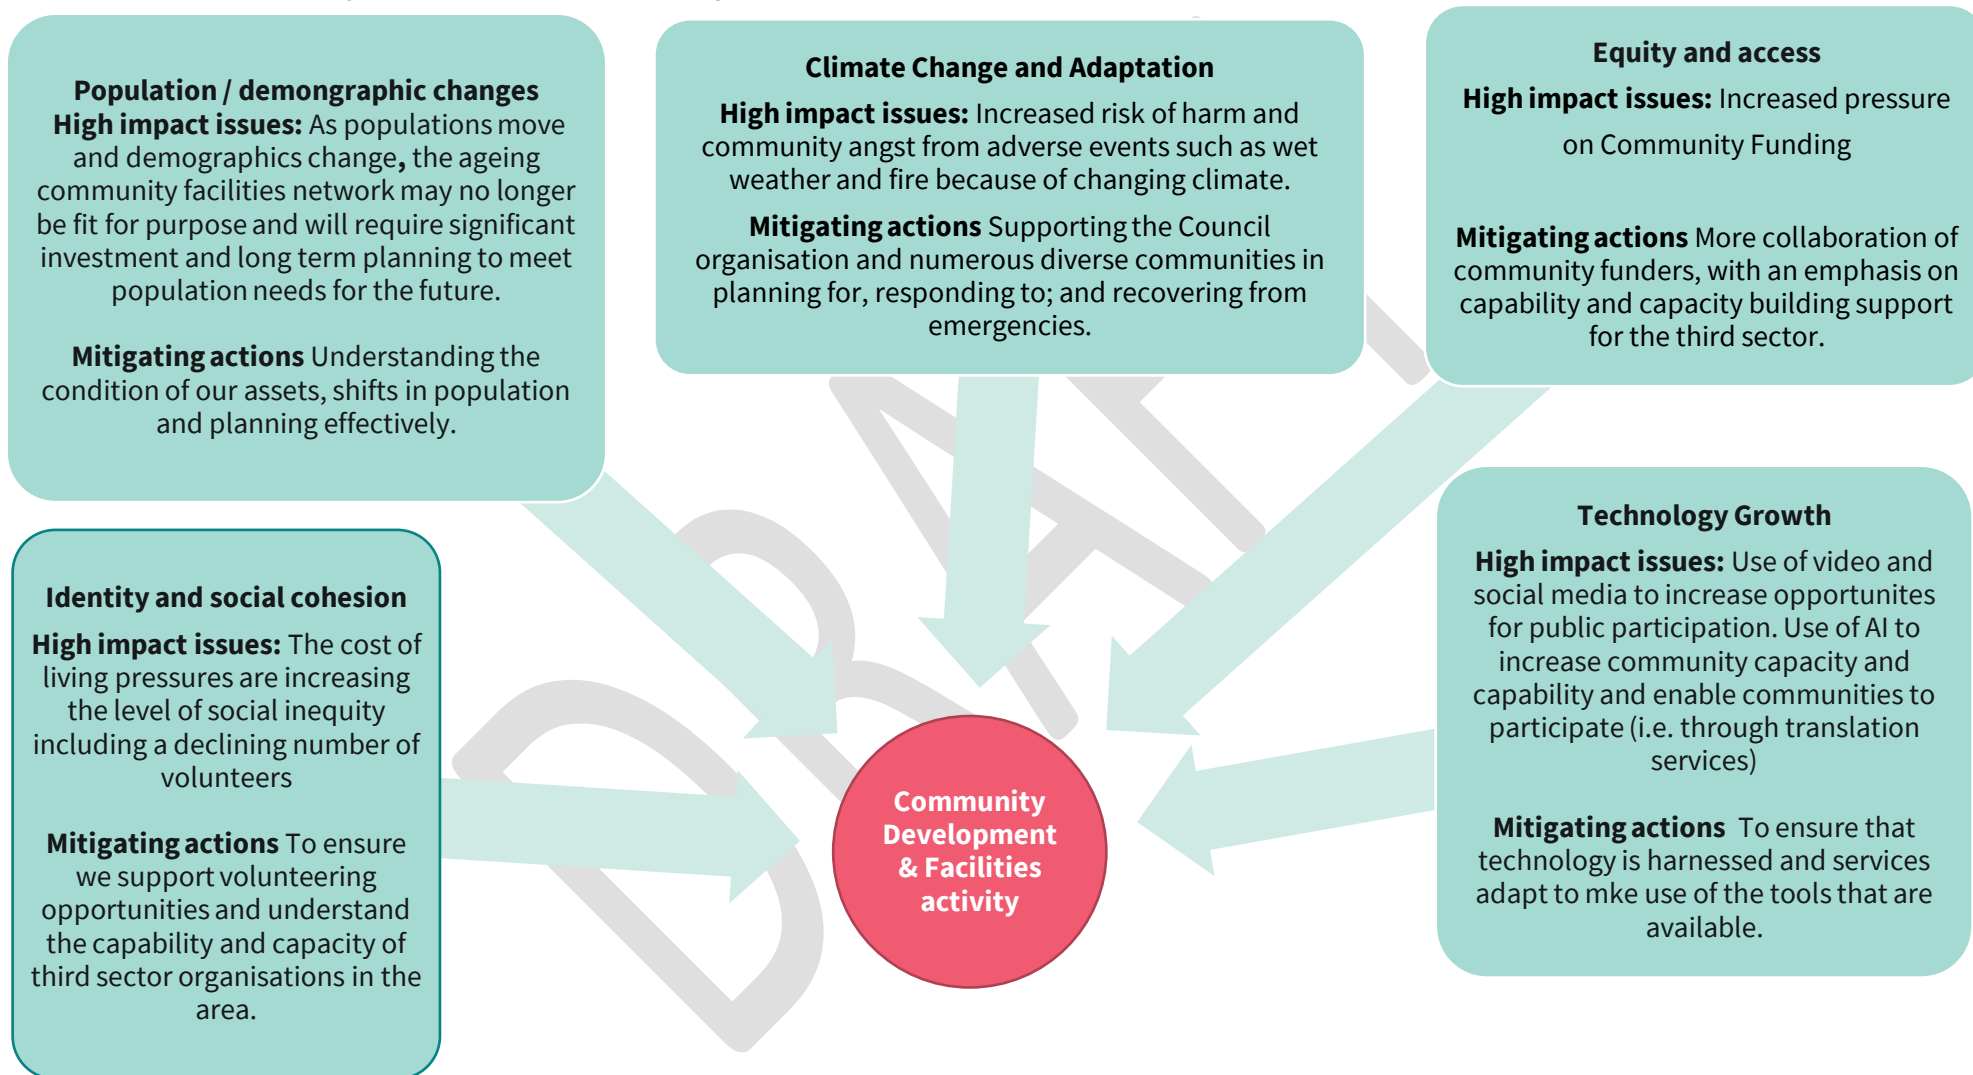 Population / demongraphic changes
High impact issues: As populations move
and demographics change, the ageing
community facilities network may no longer
be fit for purpose and will require significant
investment and long term planning to meet
population needs for the future.
Mitigating actions Understanding the
condition of our assets, shifts in population
and planning effectively.
Climate Change and Adaptation
High impact issues: Increased risk of harm and
community angst from adverse events such as wet
weather and fire because of changing climate.
Mitigating actions Supporting the Council
organisation and numerous diverse communities in
planning for, responding to; and recovering from
emergencies.
Equity and access
High impact issues: Increased pressure
on Community Funding
Mitigating actions More collaboration of
community funders, with an emphasis on
capability and capacity building support
for the third sector.
Identity and social cohesion
High impact issues: The cost of
living pressures are increasing
the level of social inequity
including a declining number of
volunteers
Mitigating actions To ensure
we support volunteering
opportunities and understand
the capability and capacity of
third sector organisations in the
area.
Technology Growth
High impact issues: Use of video and
social media to increase opportunites
for public participation. Use of AI to
increase community capacity and
capability and enable communities to
participate (i.e. through translation
services)
Mitigating actions To ensure that
technology is harnessed and services
adapt to mke use of the tools that are
available.
Community
Development
& Facilities
activity
DRAFT